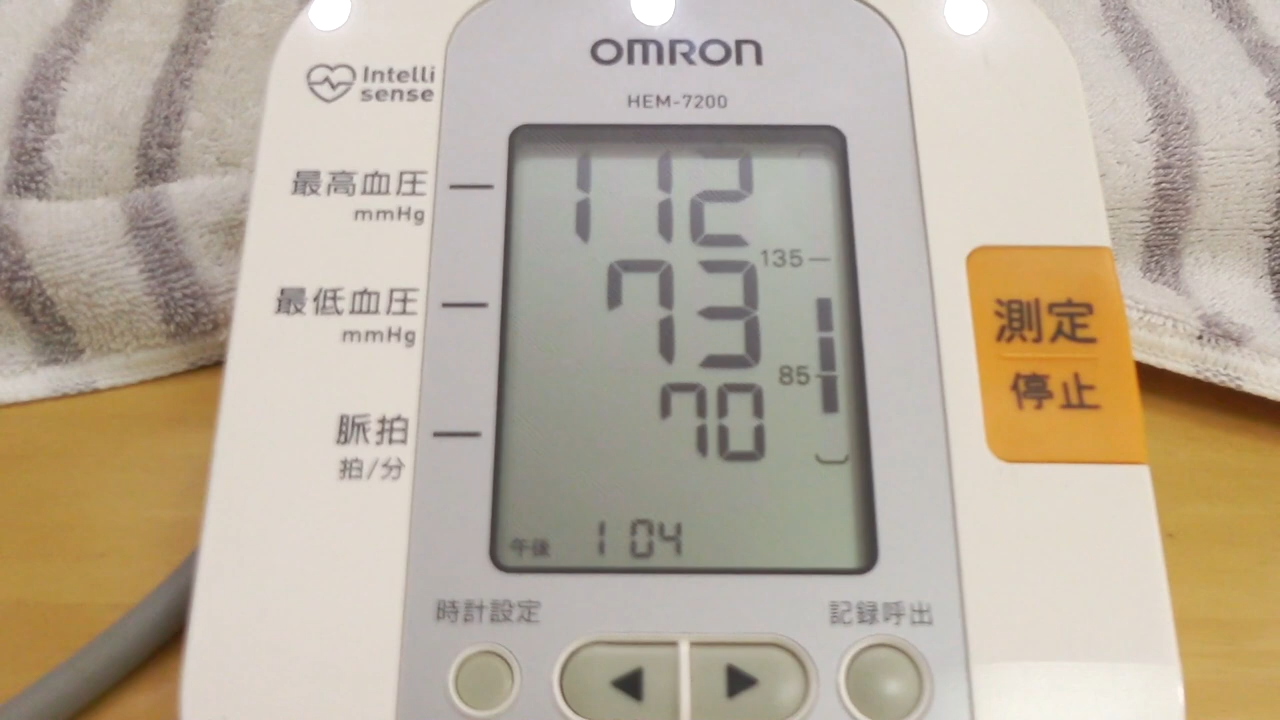 OMRON
Intelli
sense
HEM-7200
最高血圧
mmHg
112
135
最低血圧
mmHg
73
85
脈拍
拍/分
70
午後 1 04
測定
停止
時計設定
記録呼出